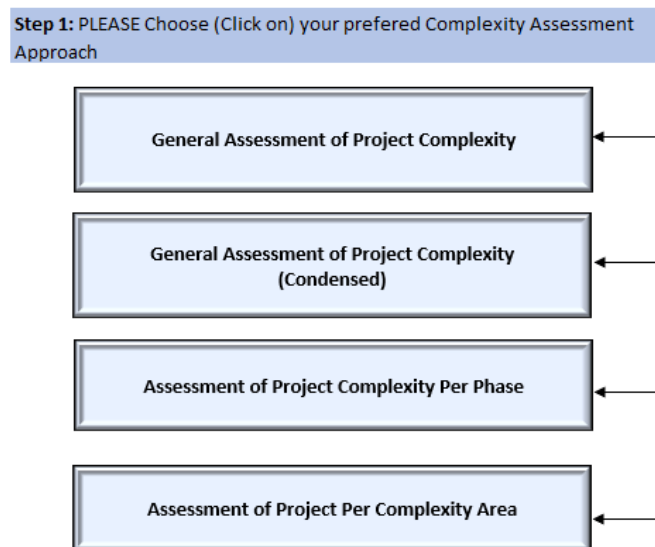 Step 1: PLEASE Choose (Click on) your prefered Complexity Assessment
Approach
General Assessment of Project Complexity
General Assessment of Project Complexity
(Condensed)
Assessment of Project Complexity Per Phase
Assessment of Project Per Complexity Area